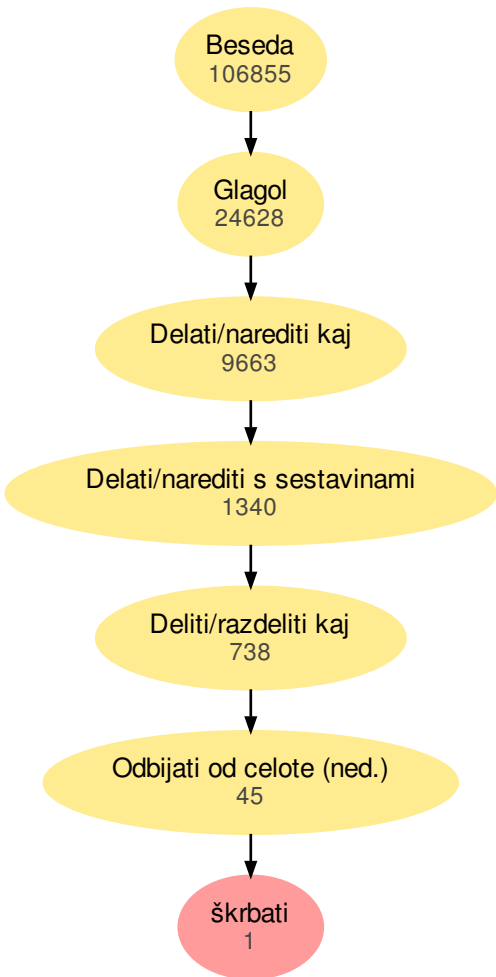 Beseda
106855
Glagol
24628
Delati/narediti kaj
9663
Delati/narediti s sestavinami
1340
Deliti/razdeliti kaj
738
Odbijati od celote (ned.)
45
škrbati
1